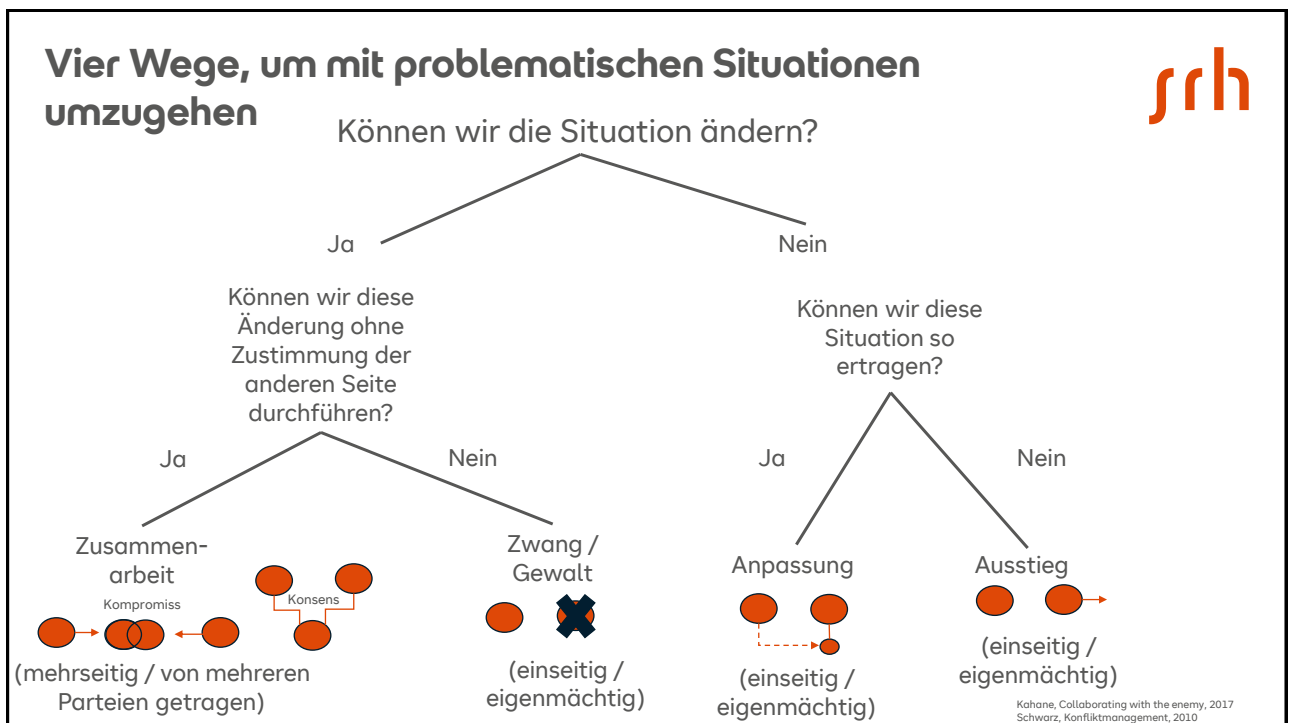 Vier Wege, um mit problematischen Situationen
umzugehen
srh
Können wir die Situation ändern?
Ja
Nein
Können wir diese
Änderung ohne
Zustimmung der
anderen Seite
durchführen?
Können wir diese
Situation so
ertragen?
Ja
Nein
Ja
Nein
Zusammen-
arbeit
Kompromiss
Konsens
(mehrseitig / von mehreren
Parteien getragen)
Zwang /
Gewalt
(einseitig /
eigenmächtig)
Anpassung
(einseitig /
eigenmächtig)
Ausstieg
(einseitig /
eigenmächtig)
Kahane, Collaborating with the enemy, 2017
Schwarz, Konfliktmanagement, 2010